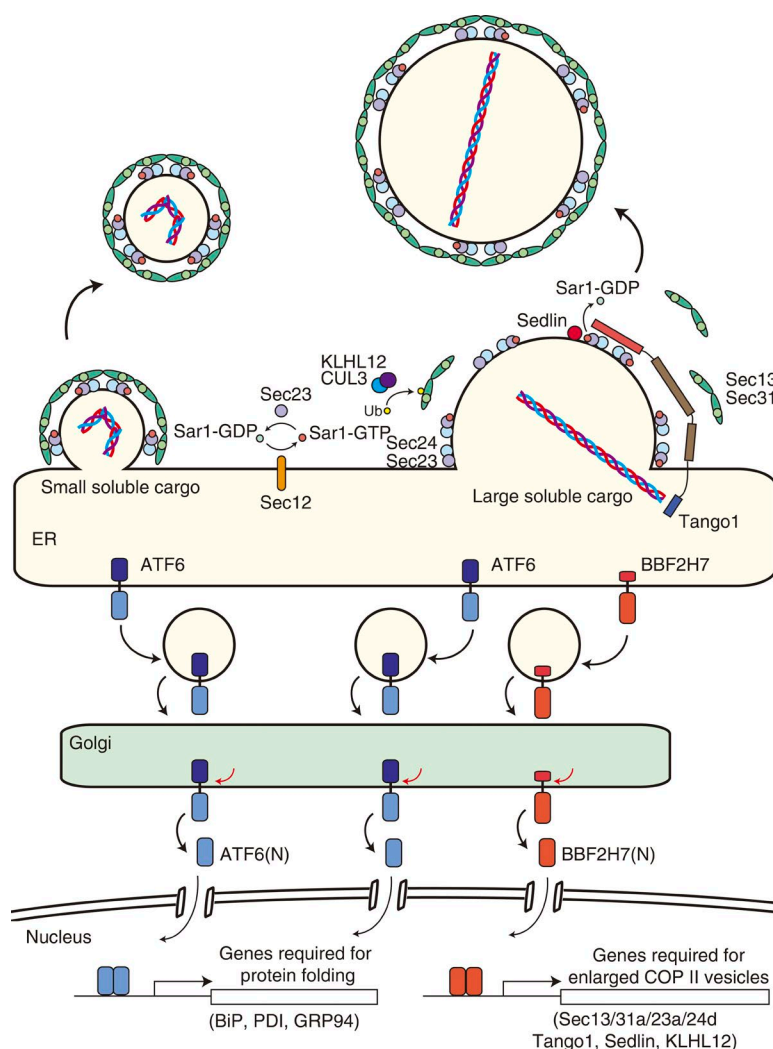 Sar1-GDP
Sedlin
KLHL12
CUL3
Sec23
Ub
Sec13
Sec31
Sar1-GDP
Sar1-GTP
Sec24
Sec23
Small soluble cargo
Sec12
Large soluble cargo
Tango1
ER
ATF6
ATF6
BBF2H7
Golgi
ATF6(N)
BBF2H7(N)
Nucleus
Genes required for
protein folding
(BiP, PDI, GRP94)
Genes required for
enlarged COP II vesicles
(Sec13/31a/23a/24d
Tango1, Sedlin, KLHL12)